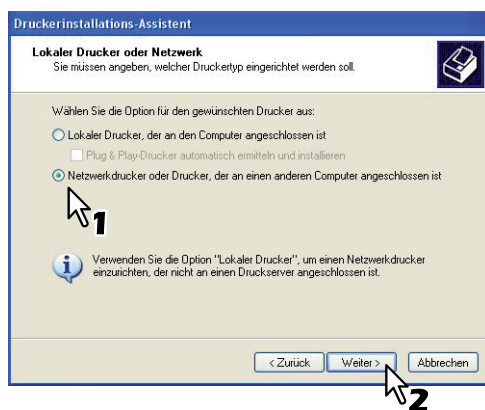 Druckerinstallations-Assistent
Lokaler Drucker oder Netzwerk
Sie müssen angeben, welcher Druckertyp eingerichtet werden soll.
Wählen Sie die Option für den gewünschten Drucker aus:
Lokaler Drucker, der an den Computer angeschlossen ist
Plug & Play-Drucker automatisch ermitteln und installieren
Netzwerkdrucker oder Drucker, der an einen anderen Computer angeschlossen ist
1
Verwenden Sie die Option "Lokaler Drucker", um einen Netzwerkdrucker
einzurichten, der nicht an einen Druckserver angeschlossen ist.
< Zurück Weiter > Abbrechen
2